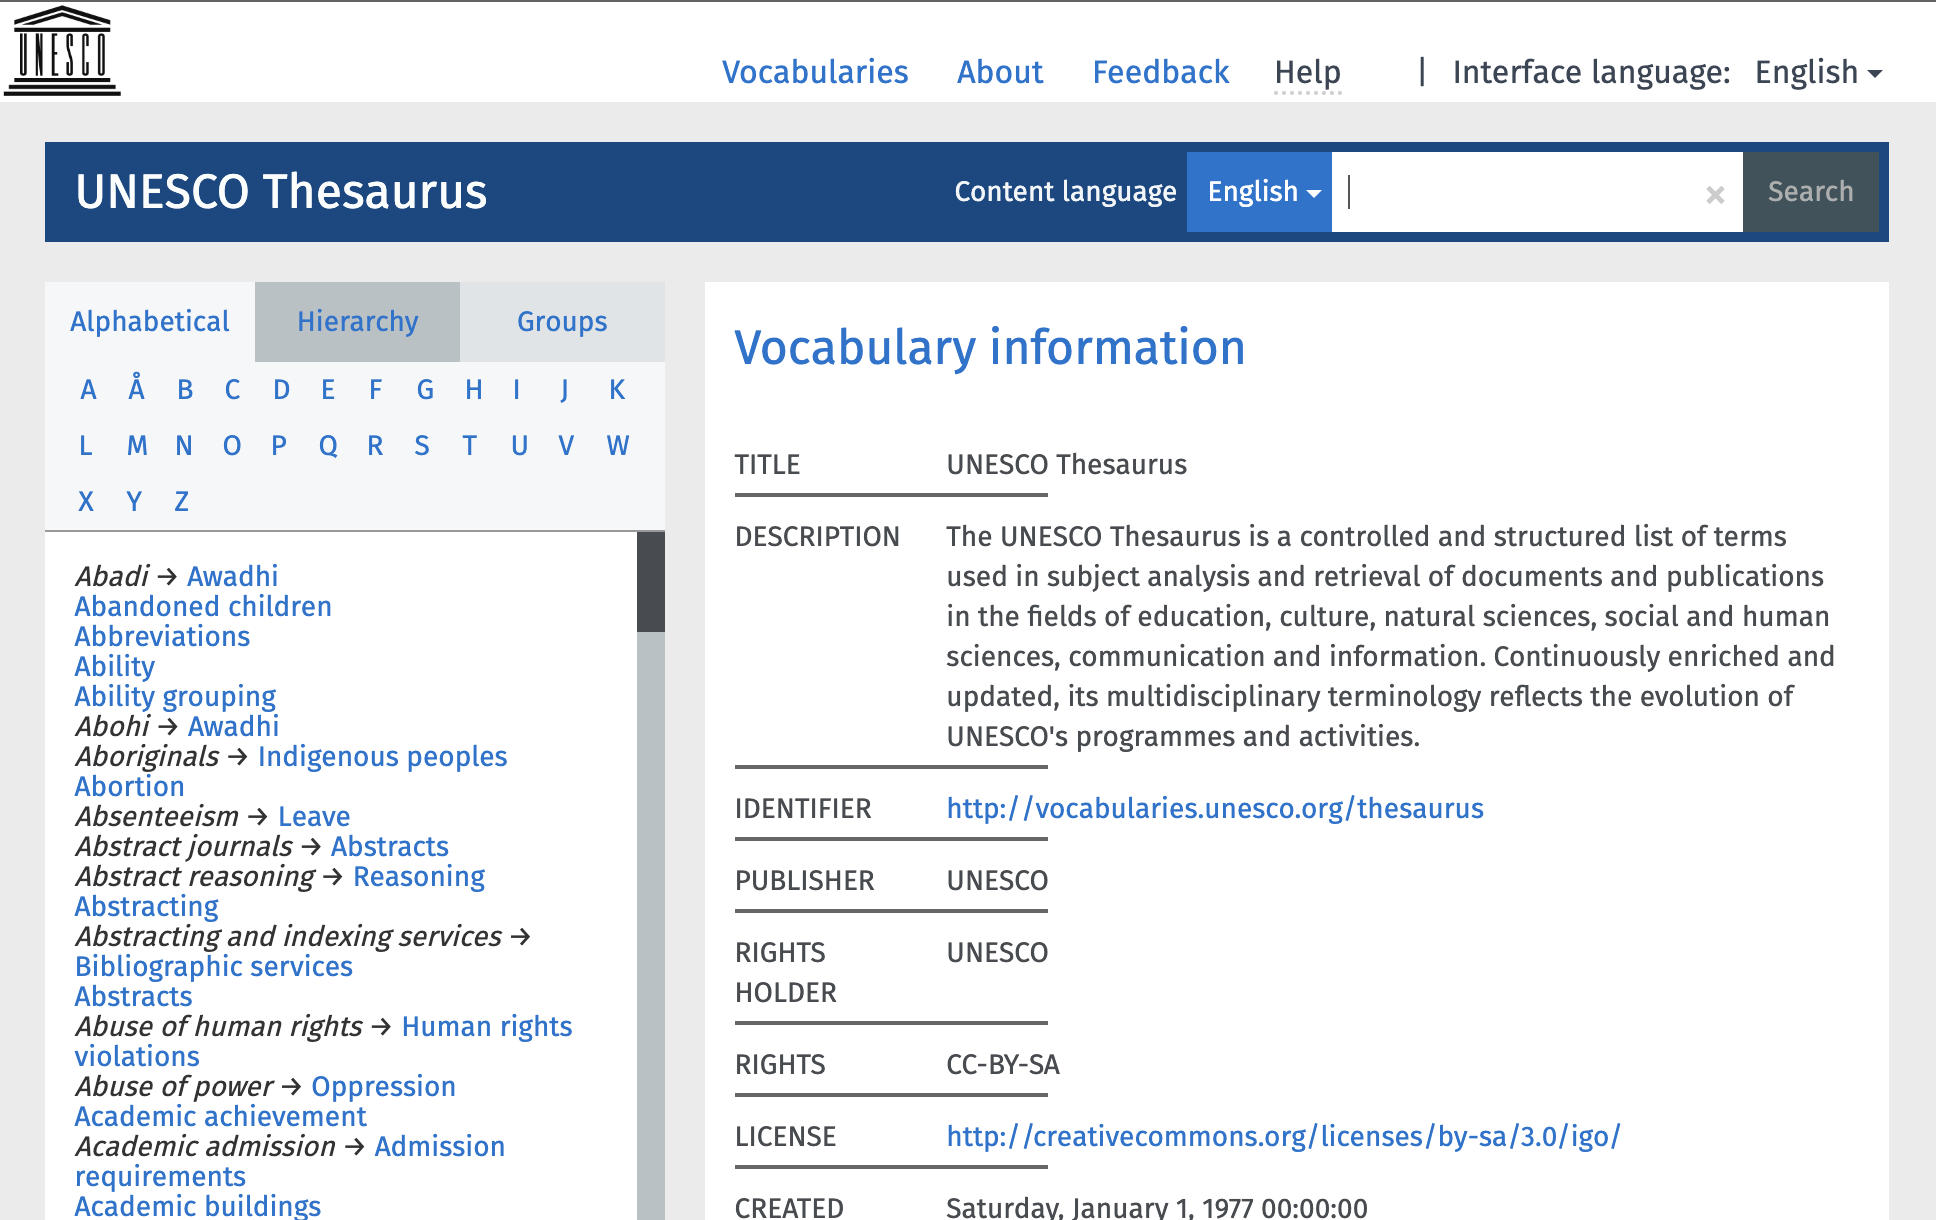 UNESCO
Vocabularies About Feedback Help | Interface language: English
UNESCO Thesaurus
Content language English × Search
Alphabetical Hierarchy Groups
A Å B C D E F G H I J K
L M N O P Q R S T U V W
X Y Z
Abadi → Awadhi
Abandoned children
Abbreviations
Ability
Ability grouping
Abohi → Awadhi
Aboriginals → Indigenous peoples
Abortion
Absenteeism → Leave
Abstract journals → Abstracts
Abstract reasoning → Reasoning
Abstracting
Abstracting and indexing services →
Bibliographic services
Abstracts
Abuse of human rights → Human rights
violations
Abuse of power → Oppression
Academic achievement
Academic admission → Admission
requirements
Academic buildings
Vocabulary information
TITLE UNESCO Thesaurus
DESCRIPTION The UNESCO Thesaurus is a controlled and structured list of terms
used in subject analysis and retrieval of documents and publications
in the fields of education, culture, natural sciences, social and human
sciences, communication and information. Continuously enriched and
updated, its multidisciplinary terminology reflects the evolution of
UNESCO's programmes and activities.
IDENTIFIER http://vocabularies.unesco.org/thesaurus
PUBLISHER UNESCO
RIGHTS UNESCO
HOLDER
RIGHTS CC-BY-SA
LICENSE http://creativecommons.org/licenses/by-sa/3.0/igo/
CREATED Saturday, January 1, 1977 00:00:00